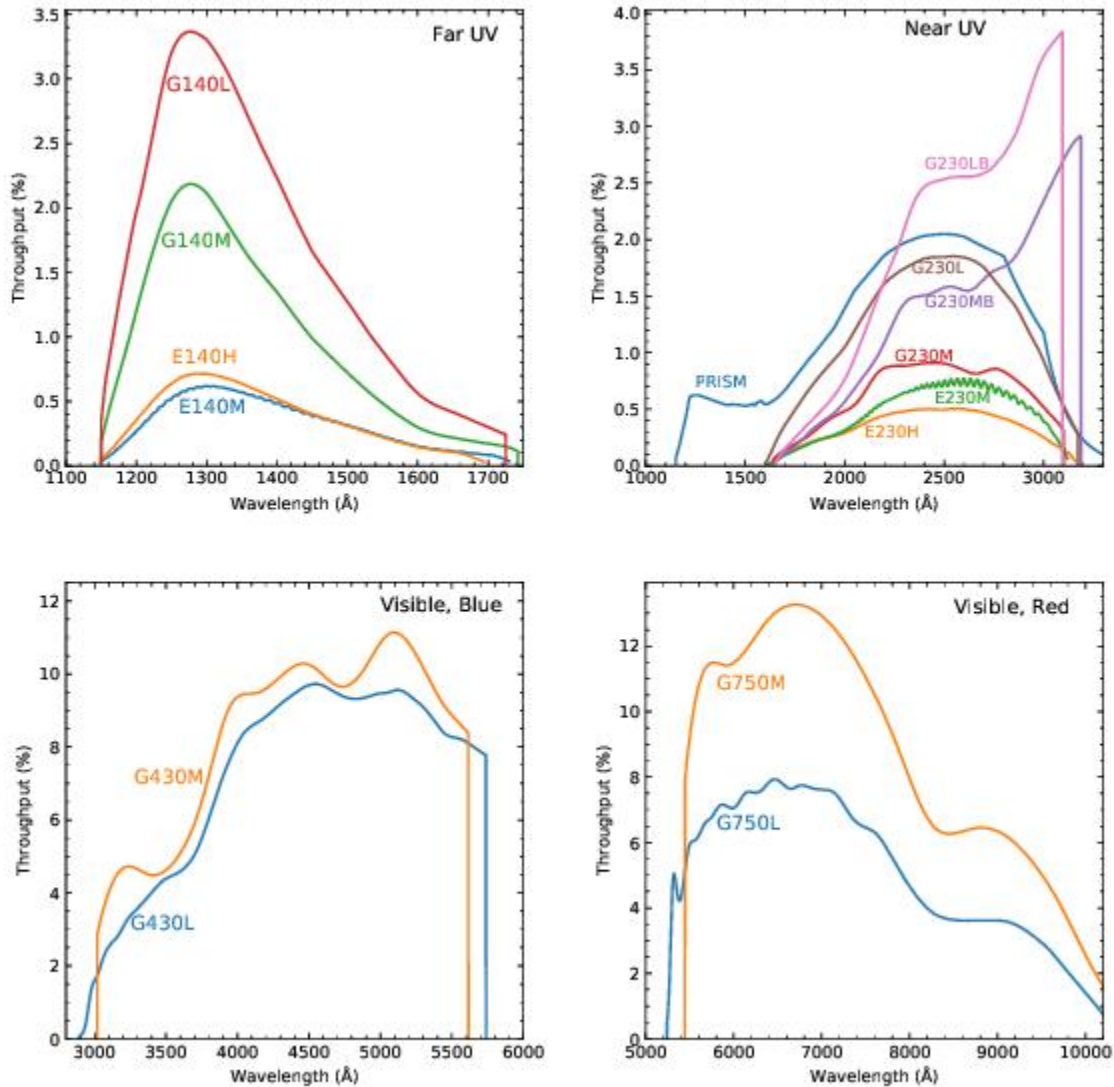 Far UV
G140L
G140M
E140H
E140M
3.5
3.0
2.5
2.0
1.5
1.0
0.5
0.0
Throughput (%)
1100 1200 1300 1400 1500 1600 1700
Wavelength (Å)
Near UV
G230LB
G230L
G230MB
G230M
PRISM
E230M
E230H
4.0
3.5
3.0
2.5
2.0
1.5
1.0
0.5
0.0
Throughput (%)
1000 1500 2000 2500 3000
Wavelength (Å)
Visible, Blue
G430M
G430L
12
10
8
6
4
2
0
Throughput (%)
3000 3500 4000 4500 5000 5500 6000
Wavelength (Å)
Visible, Red
G750M
G750L
12
10
8
6
4
2
0
Throughput (%)
5000 6000 7000 8000 9000 10000
Wavelength (Å)